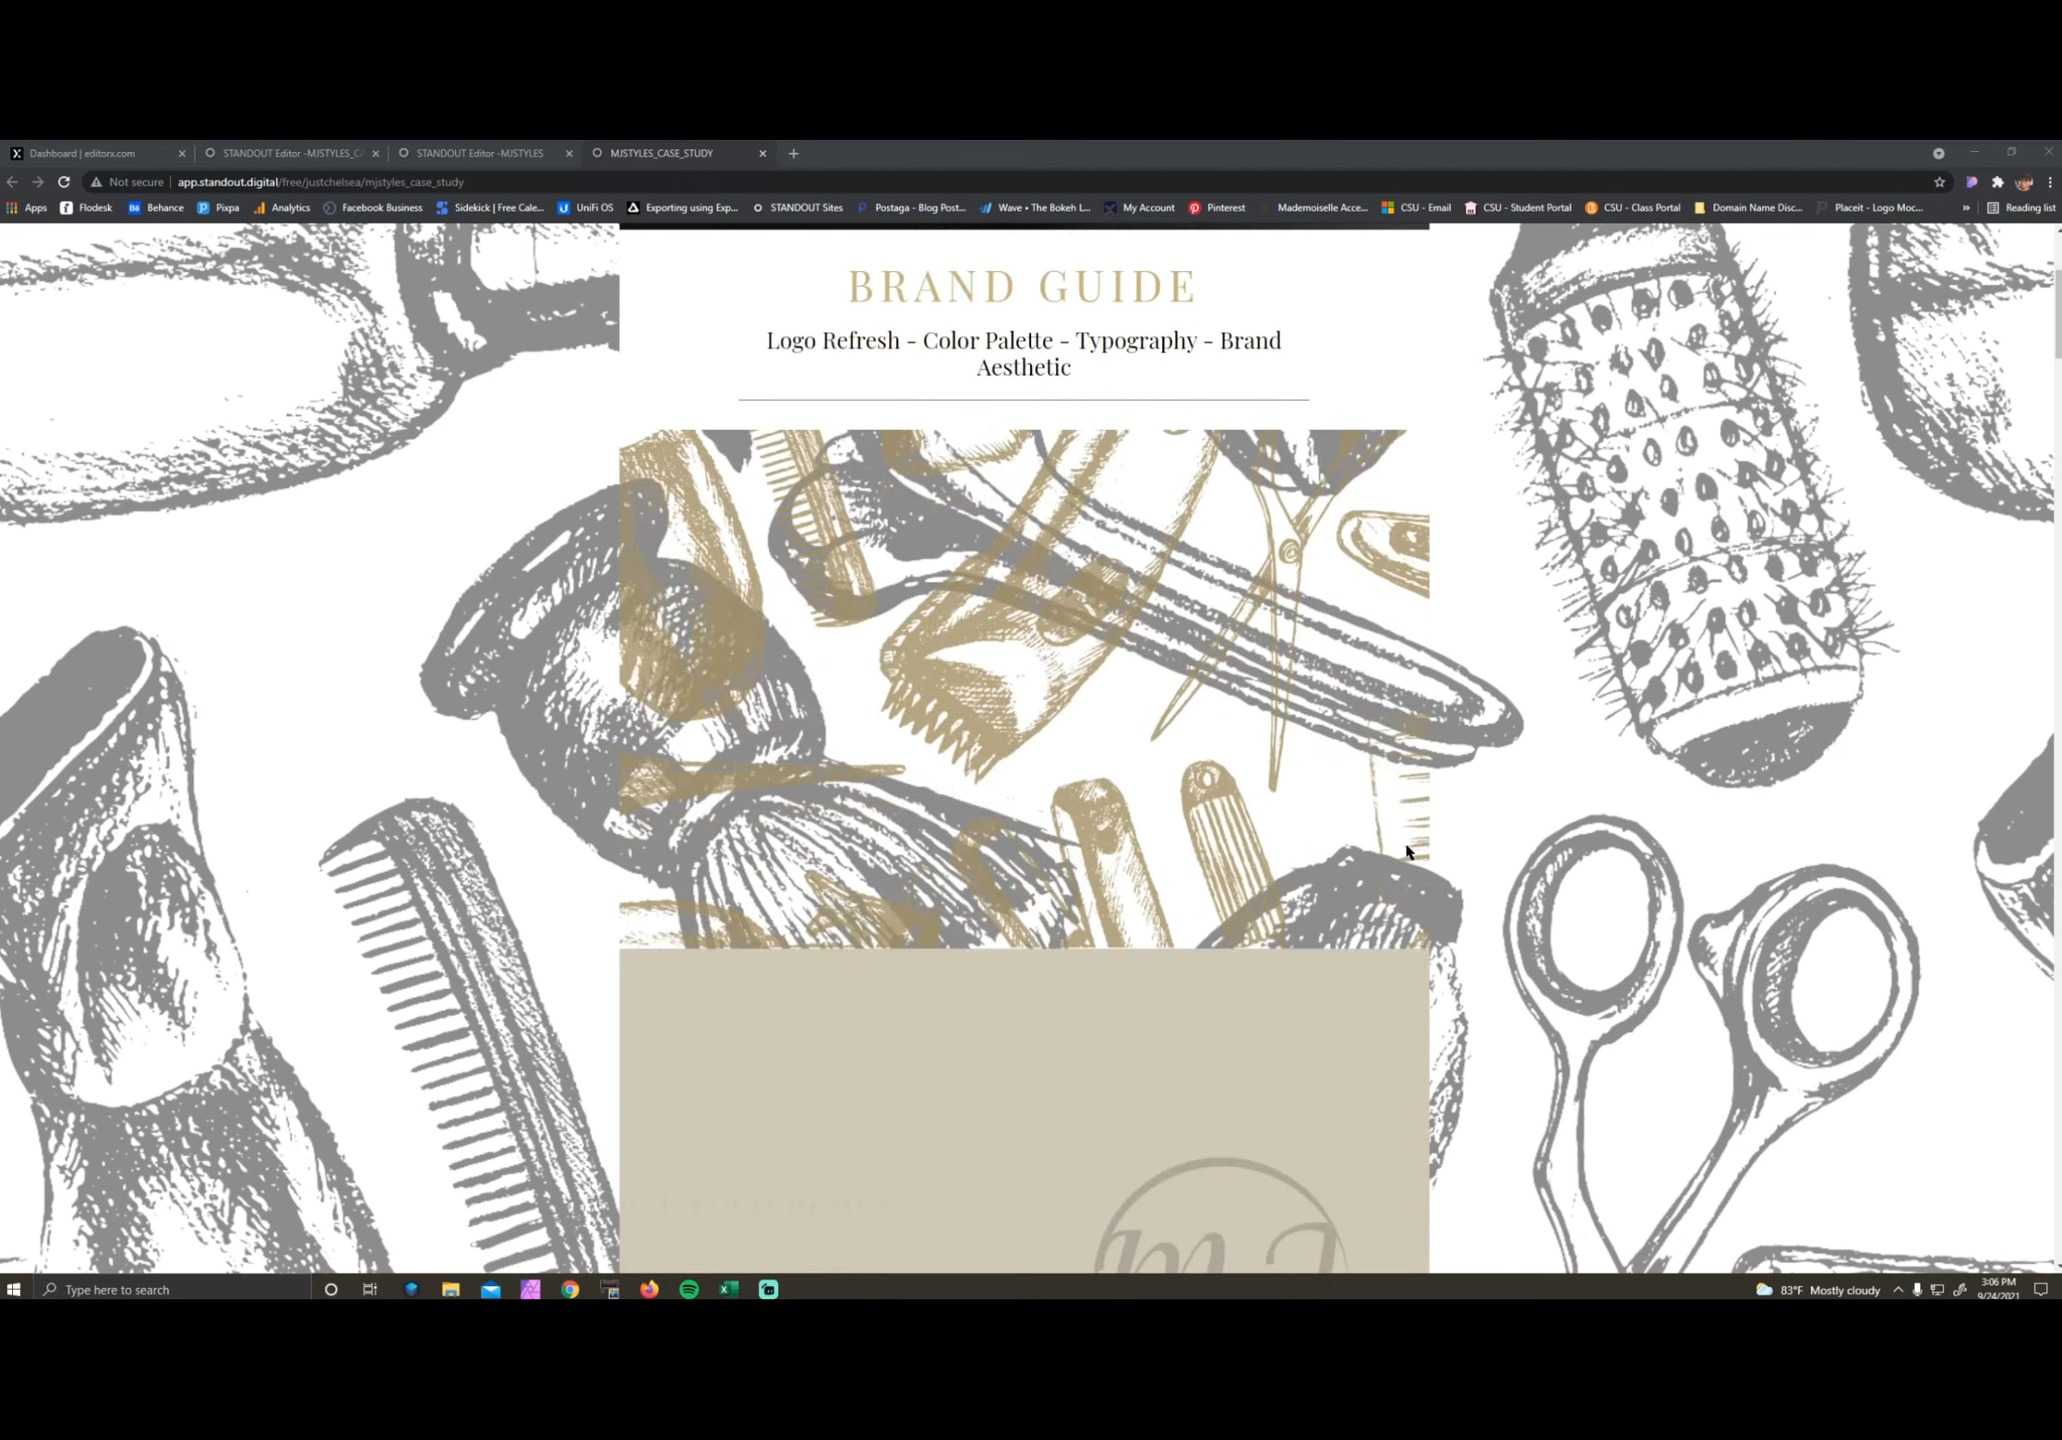 Dashboard | editorx.com
STANDOUT Editor -MJSTYLES_CA
STANDOUT Editor -MJSTYLES
MJSTYLES_CASE_STUDY
Not secure
app.standout.digital/free/justchelsea/mjstyles_case_study
Apps
Flodesk
Behance
Pixpa
Analytics
Facebook Business
Sidekick | Free Cale...
UniFi OS
Exporting using Exp...
STANDOUT Sites
Postaga - Blog Post...
Wave • The Bokeh L...
My Account
Pinterest
Mademoiselle Acce...
CSU - Email
CSU - Student Portal
CSU - Class Portal
Domain Name Disc...
Placeit - Logo Moc...
»
Reading list
BRAND GUIDE
Logo Refresh - Color Palette - Typography - Brand
Aesthetic
MJ
Type here to search
83°F Mostly cloudy
3:06 PM
9/24/2021